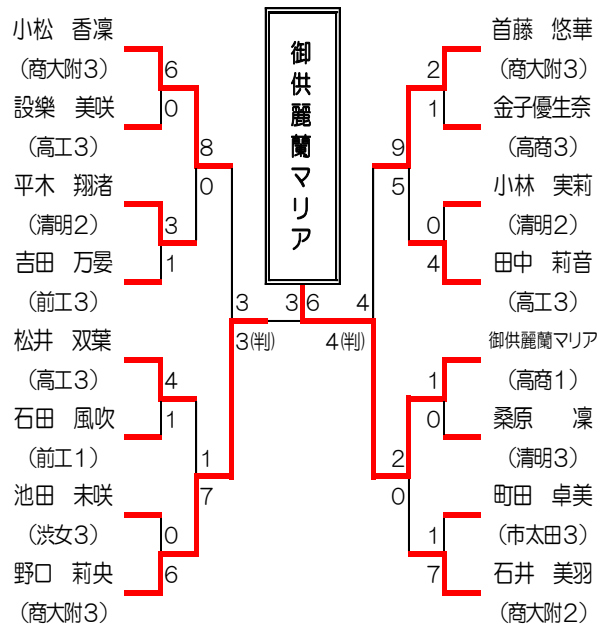 御供麗蘭マリア
小松 香凜
(商大附3)
6
設樂 美咲
0
(高工3)
8
平木 翔渚
0
(清明2)
3
吉田 万晏
1
(前工3)
3
松井 双葉
3(判)
(高工3)
4
石田 風吹
1
(前工1)
1
池田 未咲
7
(渋女3)
0
野口 莉央
6
(商大附3)
3 6
首藤 悠華
2
(商大附3)
1
金子優生奈
(高商3)
9
小林 実莉
5
(清明2)
0
田中 莉音
4
(高工3)
4
御供麗蘭マリア
4(判)
(高商1)
1
桑原 凜
0
(清明3)
2
町田 卓美
0
(市太田3)
1
石井 美羽
7
(商大附2)